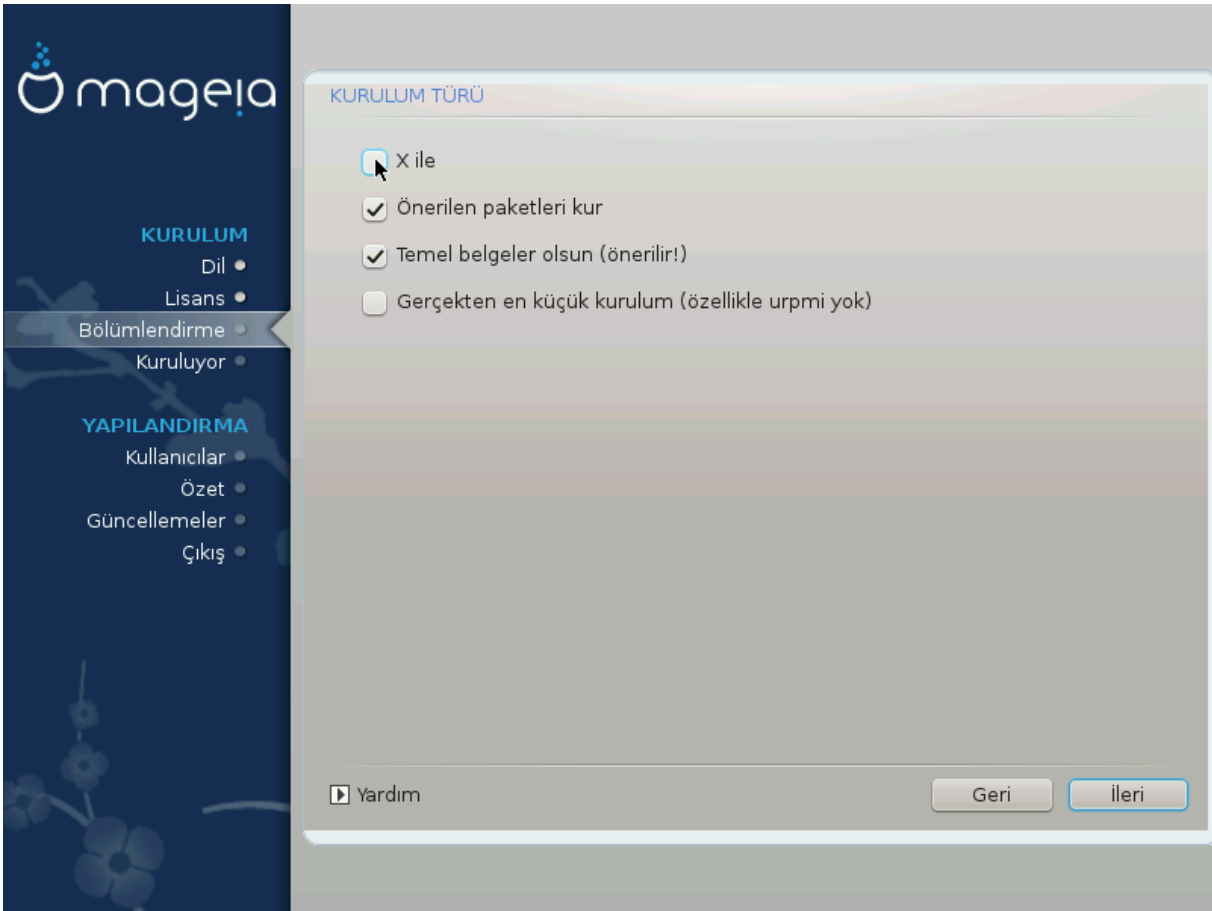 mageia
KURULUM
Dil
Lisans
Bölümlendirme
Kuruluyor
YAPILANDIRMA
Kullanıcılar
Özet
Güncellemeler
Çıkış
KURULUM TÜRÜ
X ile
Önerilen paketleri kur
Temel belgeler olsun (önerilir!)
Gerçekten en küçük kurulum (özellikle urpmi yok)
Yardım
Geri
İleri